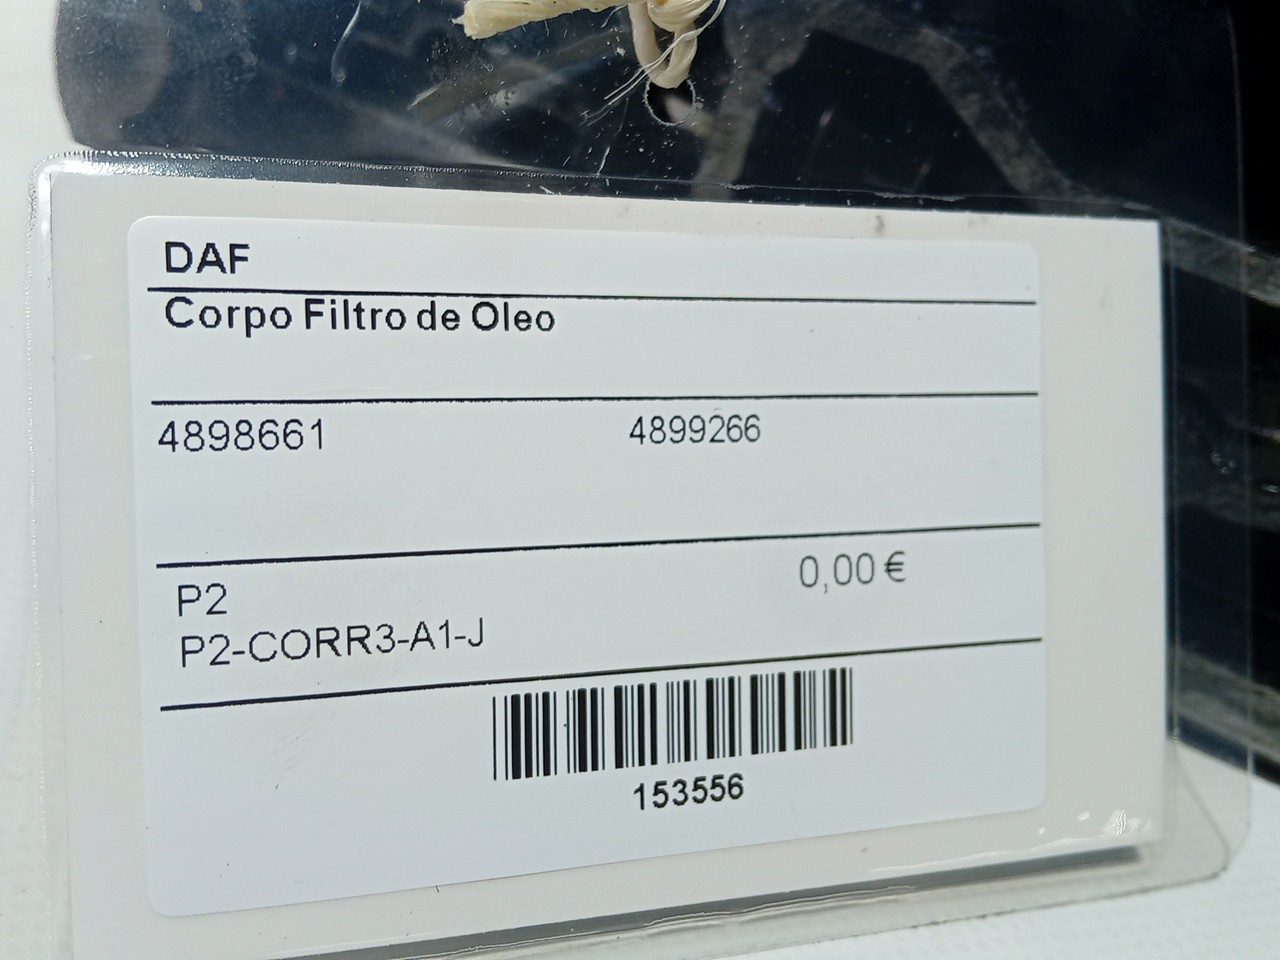 DAF
Corpo Filtro de Oleo
4898661 4899266
P2 0,00 €
P2-CORR3-A1-J
153556